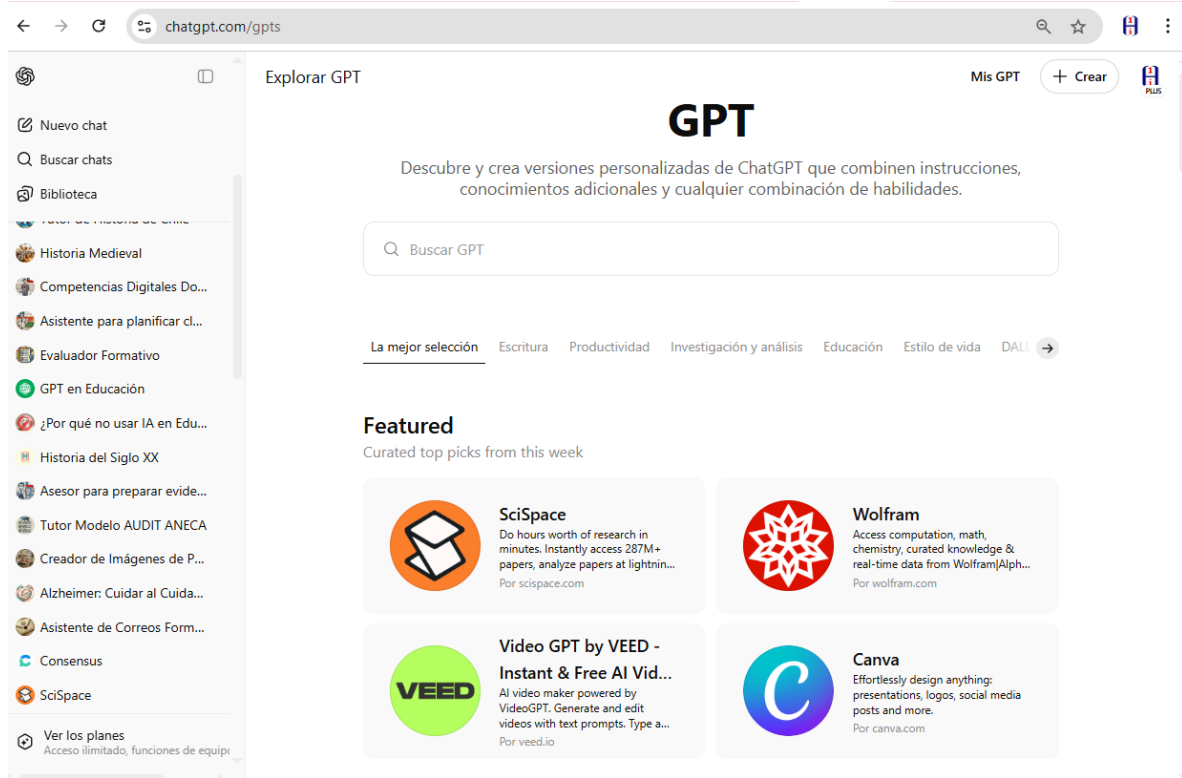 chatgpt.com/gpts
Explorar GPT
Mis GPT
+ Crear
PLUS
Nuevo chat
Buscar chats
Biblioteca
Tutor de Historia de Chile
Historia Medieval
Competencias Digitales Do...
Asistente para planificar cl...
Evaluador Formativo
GPT en Educación
¿Por qué no usar IA en Edu...
Historia del Siglo XX
Asesor para preparar evide...
Tutor Modelo AUDIT ANECA
Creador de Imágenes de P...
Alzheimer: Cuidar al Cuida...
Asistente de Correos Form...
Consensus
SciSpace
Ver los planes
Acceso ilimitado, funciones de equipo
GPT
Descubre y crea versiones personalizadas de ChatGPT que combinen instrucciones,
conocimientos adicionales y cualquier combinación de habilidades.
Buscar GPT
La mejor selección Escritura Productividad Investigación y análisis Educación Estilo de vida DALL
Featured
Curated top picks from this week
SciSpace
Do hours worth of research in
minutes. Instantly access 287M+
papers, analyze papers at lightnin...
Por scispace.com
Wolfram
Access computation, math,
chemistry, curated knowledge &
real-time data from Wolfram|Alph...
Por wolfram.com
VEED
Video GPT by VEED -
Instant & Free AI Vid...
AI video maker powered by
VideoGPT. Generate and edit
videos with text prompts. Type a...
Por veed.io
C
Canva
Effortlessly design anything:
presentations, logos, social media
posts and more.
Por canva.com